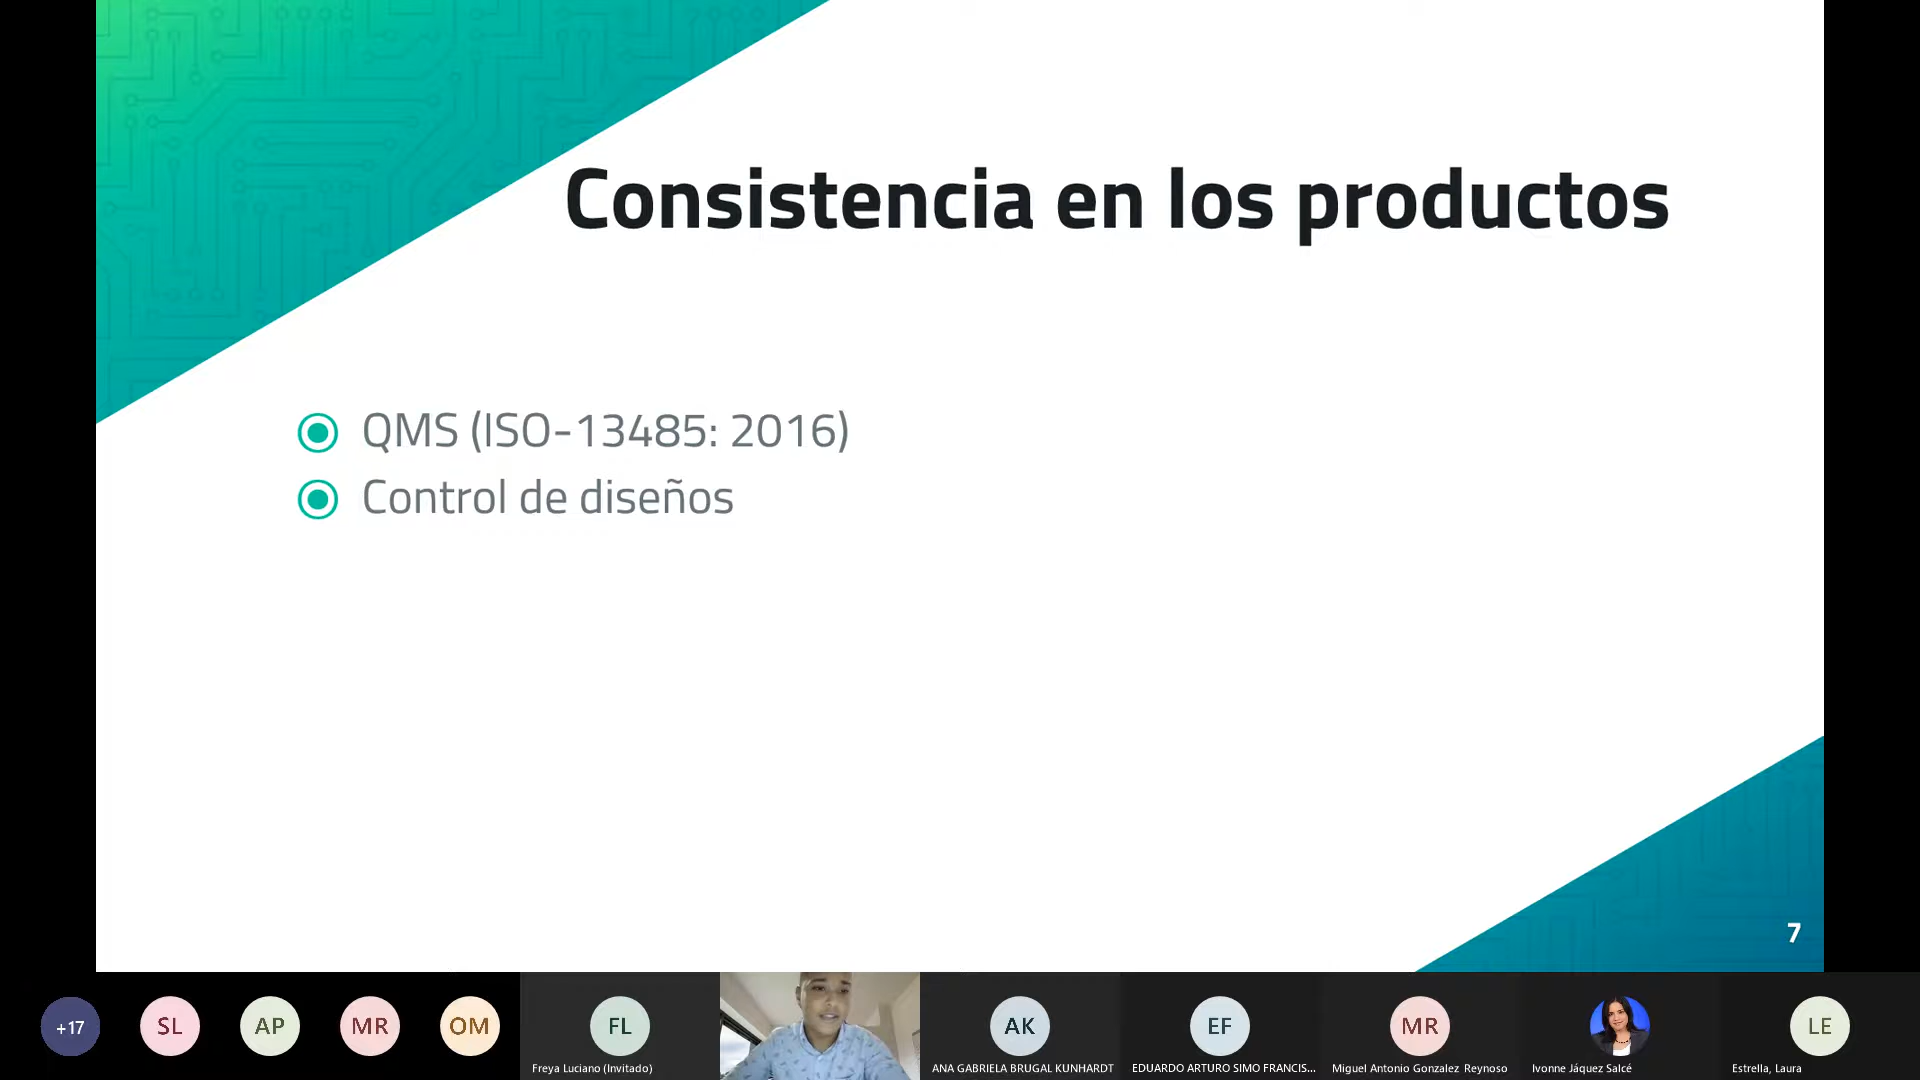 Consistencia en los productos
QMS (ISO-13485: 2016)
Control de diseños
7
+17
SL
AP
MR
OM
FL
Freya Luciano (Invitado)
AK
ANA GABRIELA BRUGAL KUNHARDT
EF
EDUARDO ARTURO SIMO FRANCIS...
MR
Miguel Antonio Gonzalez Reynoso
Ivonne Jáquez Salcé
LE
Estrella, Laura